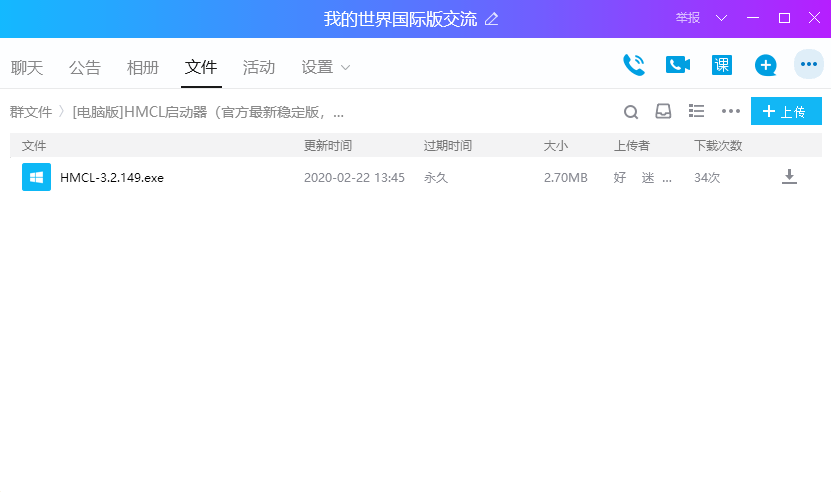 我的世界国际版交流 举报
聊天 公告 相册 文件 活动 设置 课
群文件 〉[电脑版]HMCL启动器（官方最新稳定版，... 上传
文件 更新时间 过期时间 大小 上传者 下载次数
HMCL-3.2.149.exe 2020-02-22 13:45 永久 2.70MB 好 迷 ... 34次